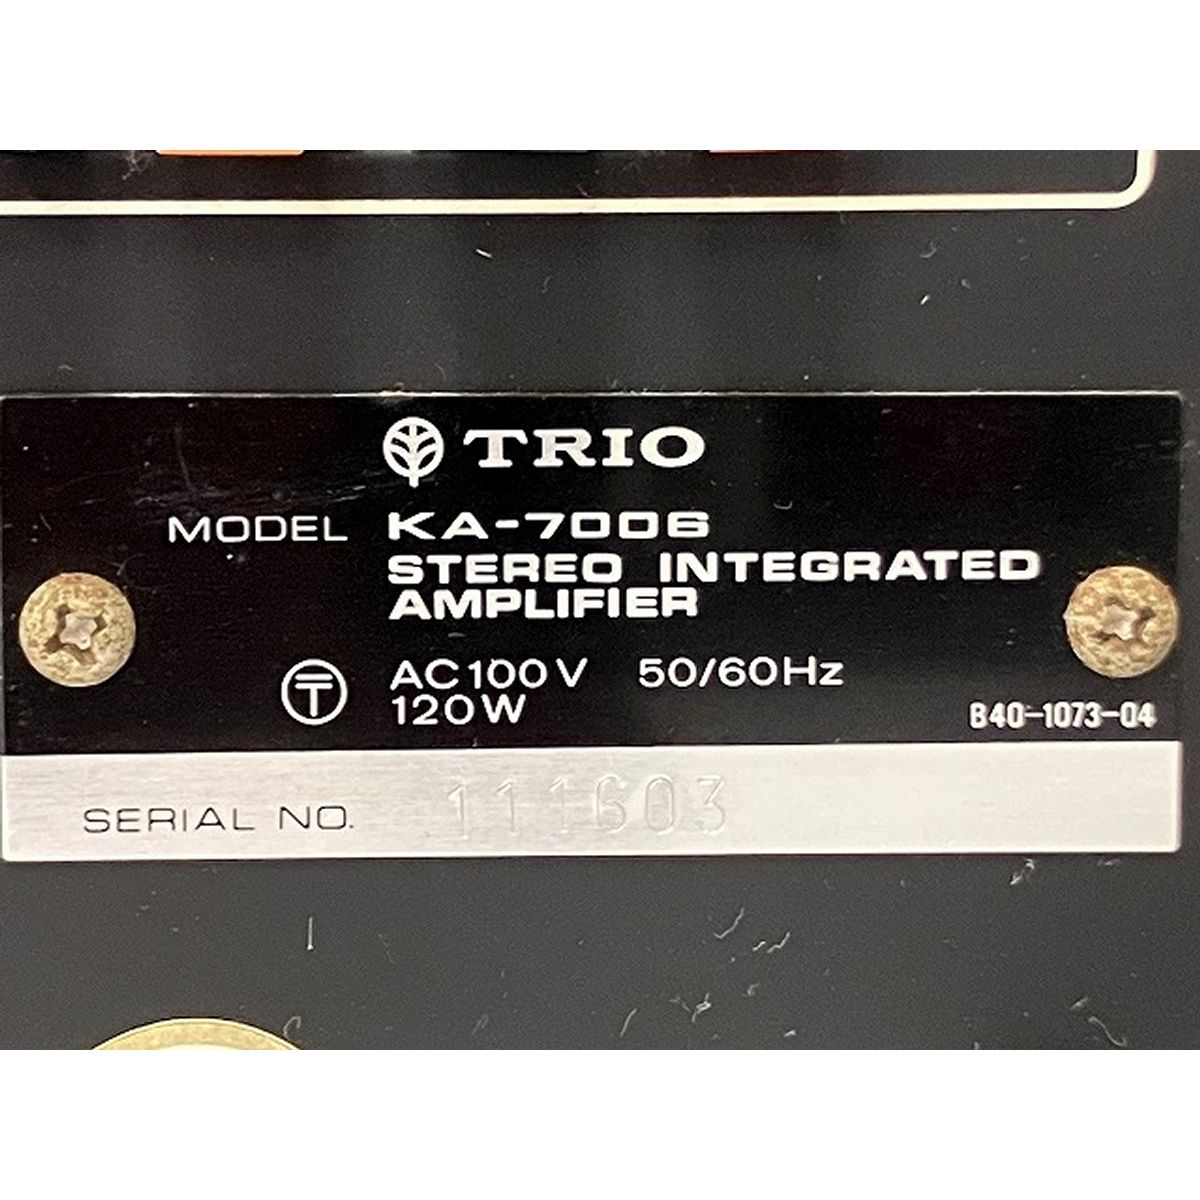 TRIO
MODEL KA-7006
STEREO INTEGRATED
AMPLIFIER
AC100V 50/60Hz
120W
B40-1073-04
SERIAL NO. 111603